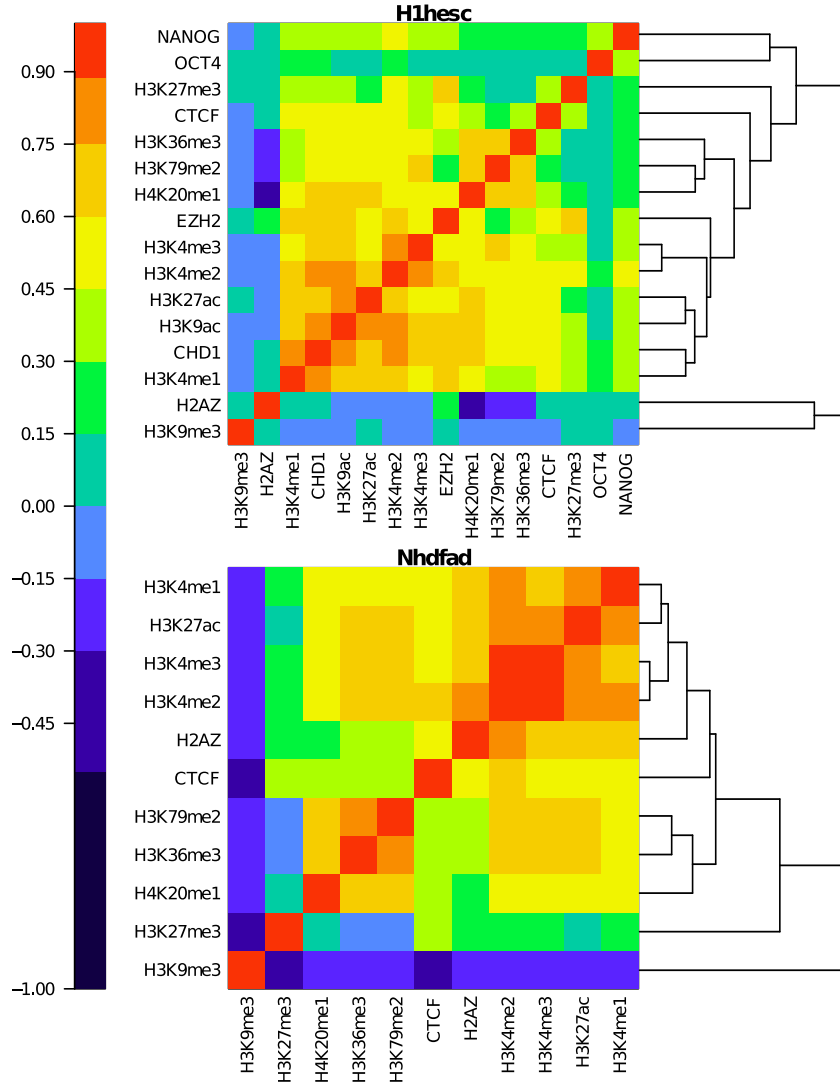 H1hesc
NANOG
OCT4
H3K27me3
CTCF
H3K36me3
H3K79me2
H4K20me1
EZH2
H3K4me3
H3K4me2
H3K27ac
H3K9ac
CHD1
H3K4me1
H2AZ
H3K9me3
H3K9me3
H2AZ
H3K4me1
CHD1
H3K9ac
H3K27ac
H3K4me2
H3K4me3
EZH2
H4K20me1
H3K79me2
H3K36me3
CTCF
H3K27me3
OCT4
NANOG
0.90
0.75
0.60
0.45
0.30
0.15
0.00
−0.15
−0.30
−0.45
−1.00
Nhdfad
H3K4me1
H3K27ac
H3K4me3
H3K4me2
H2AZ
CTCF
H3K79me2
H3K36me3
H4K20me1
H3K27me3
H3K9me3
H3K9me3
H3K27me3
H4K20me1
H3K36me3
H3K79me2
CTCF
H2AZ
H3K4me2
H3K4me3
H3K27ac
H3K4me1